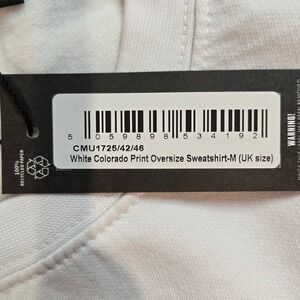 5 059898 534192
CMU1725/42/46
White Colorado Print Oversize Sweatshirt-M (UK size)
100%
RECYCLED PAPER
WARNING!